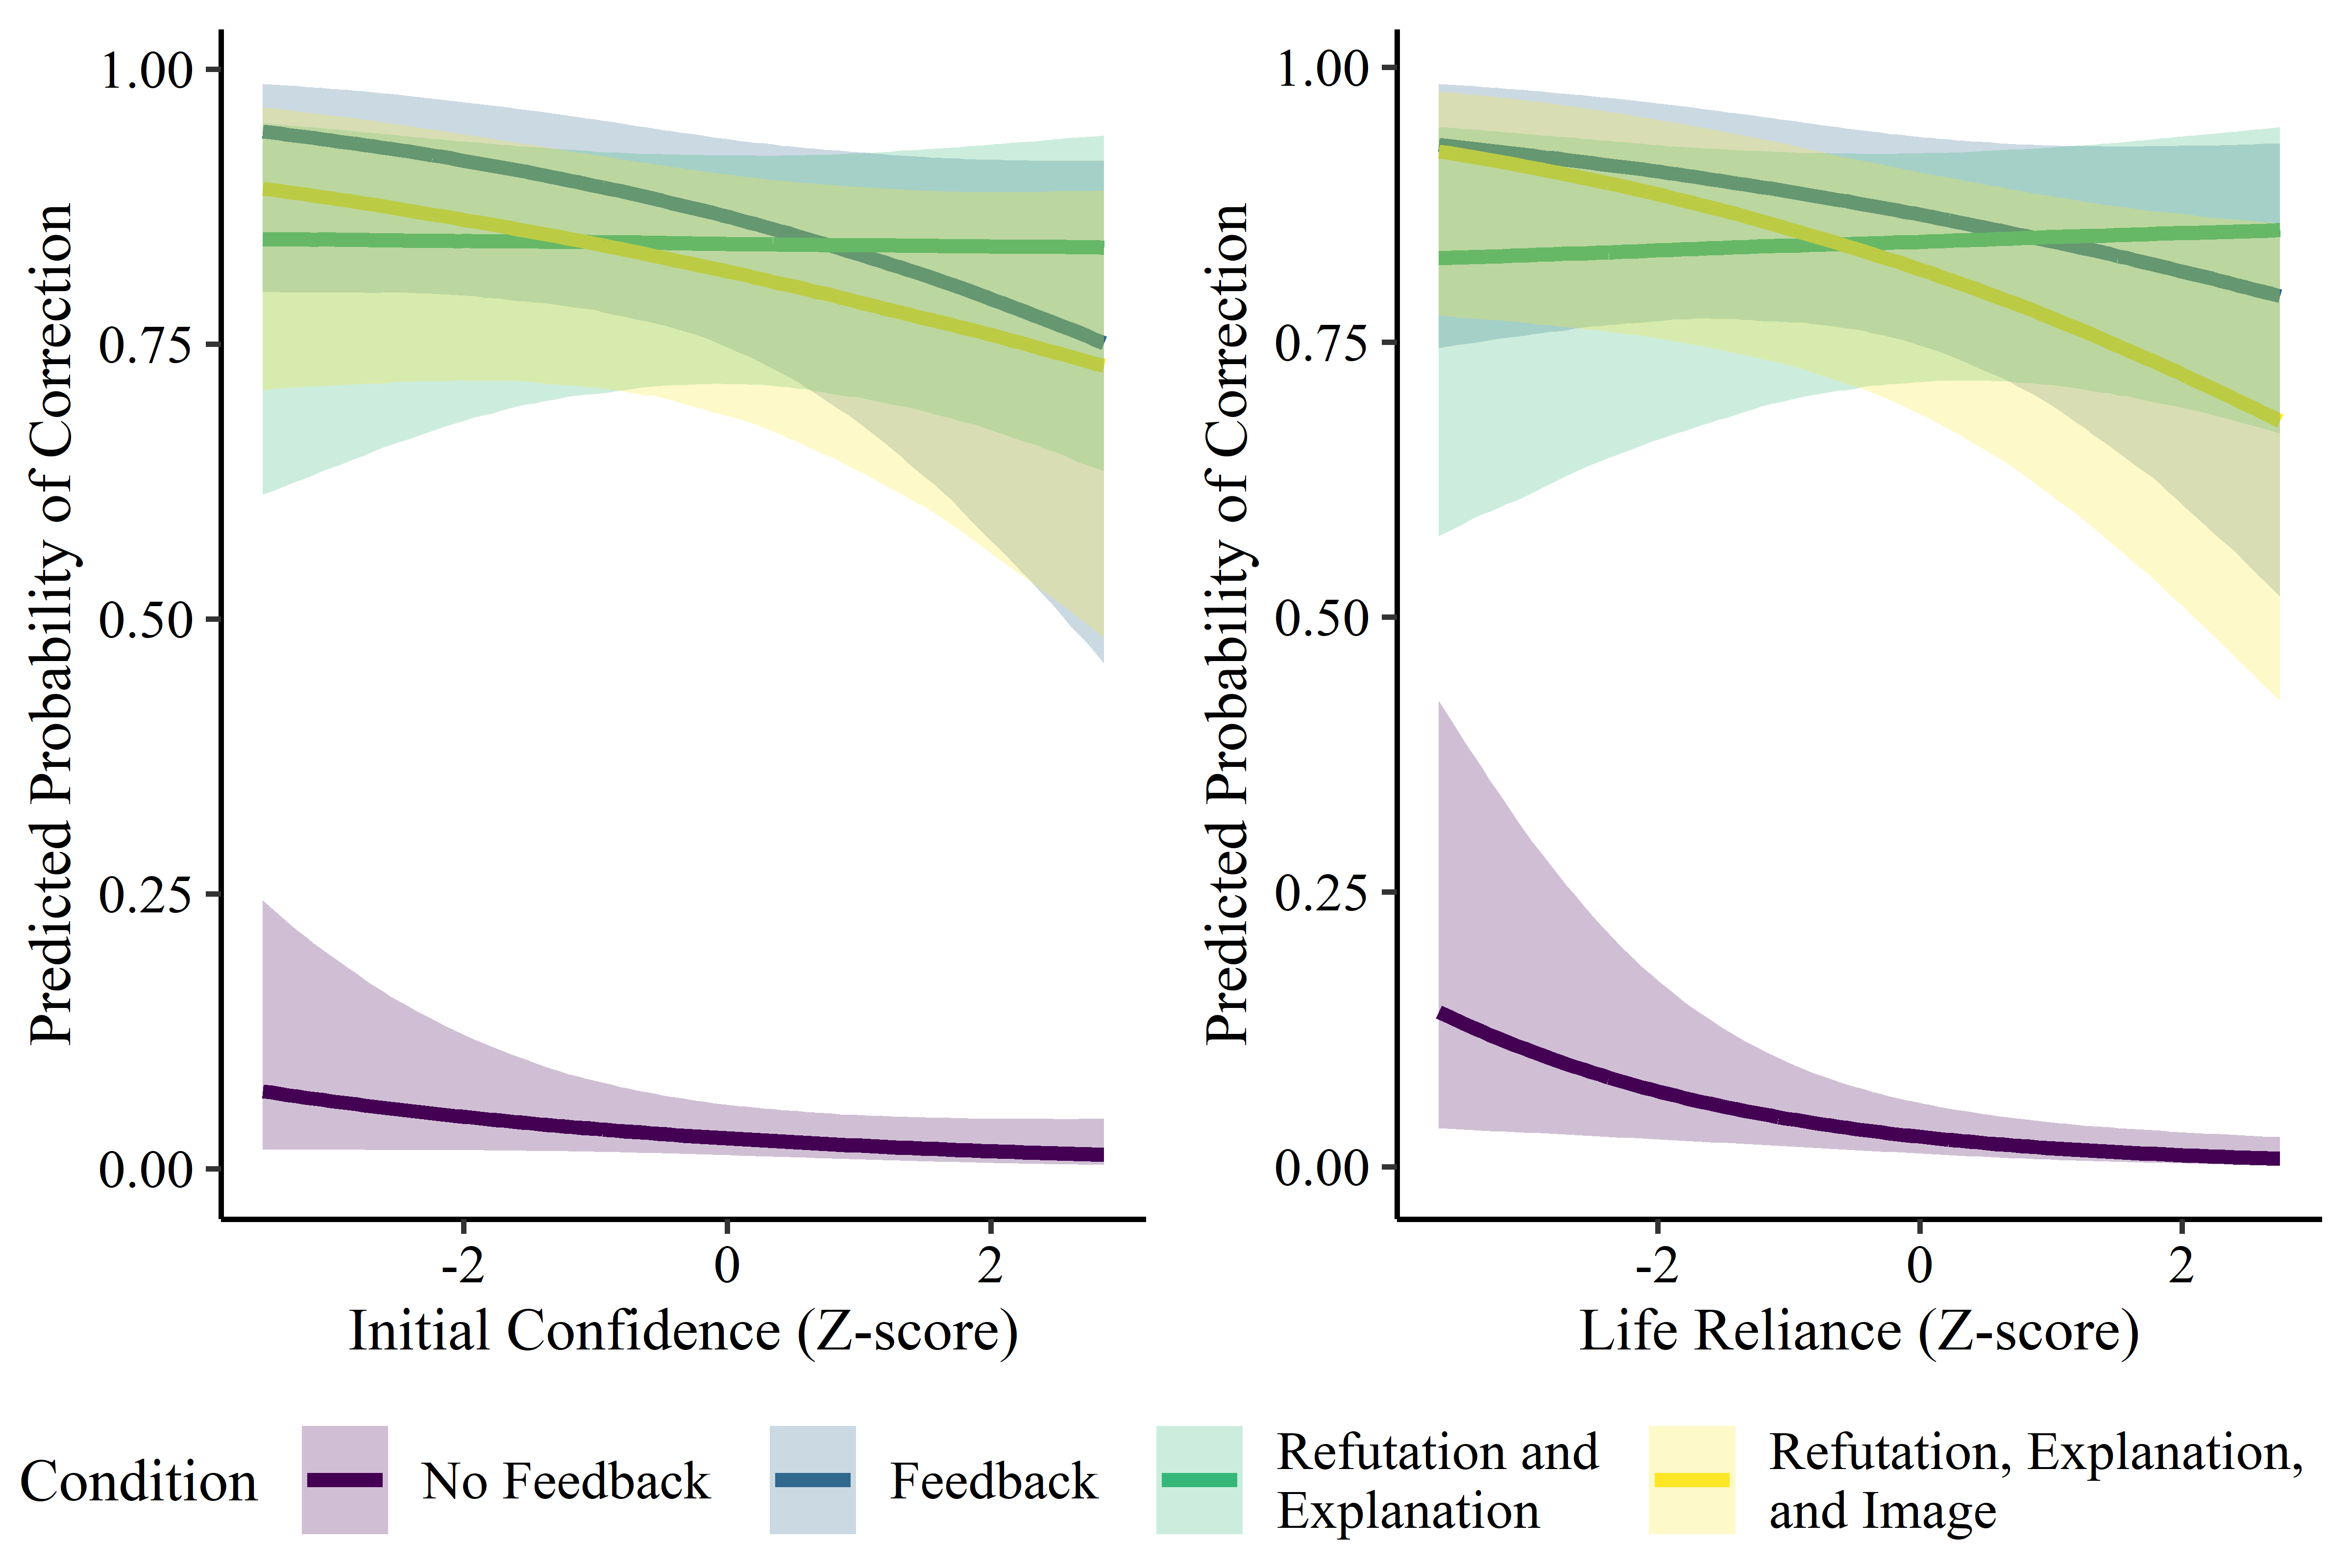 Predicted Probability of Correction
1.00
0.75
0.50
0.25
0.00
-2 0 2
Initial Confidence (Z-score)
Predicted Probability of Correction
1.00
0.75
0.50
0.25
0.00
-2 0 2
Life Reliance (Z-score)
Condition
No Feedback
Feedback
Refutation and
Explanation
Refutation, Explanation,
and Image